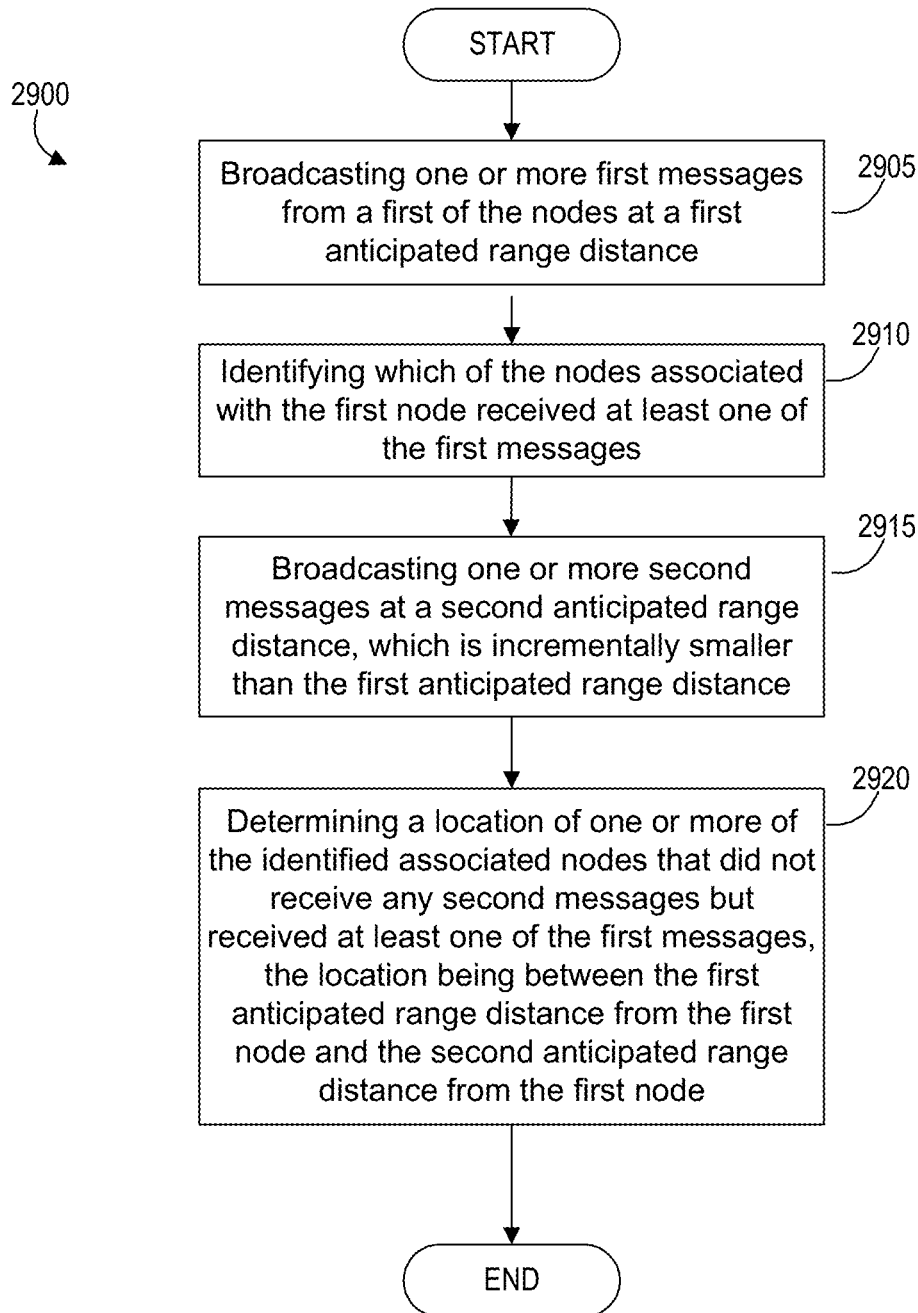 START
2900
Broadcasting one or more first messages
from a first of the nodes at a first
anticipated range distance
2905
Identifying which of the nodes associated
with the first node received at least one of
the first messages
2910
Broadcasting one or more second
messages at a second anticipated range
distance, which is incrementally smaller
than the first anticipated range distance
2915
Determining a location of one or more of
the identified associated nodes that did not
receive any second messages but
received at least one of the first messages,
the location being between the first
anticipated range distance from the first
node and the second anticipated range
distance from the first node
2920
END